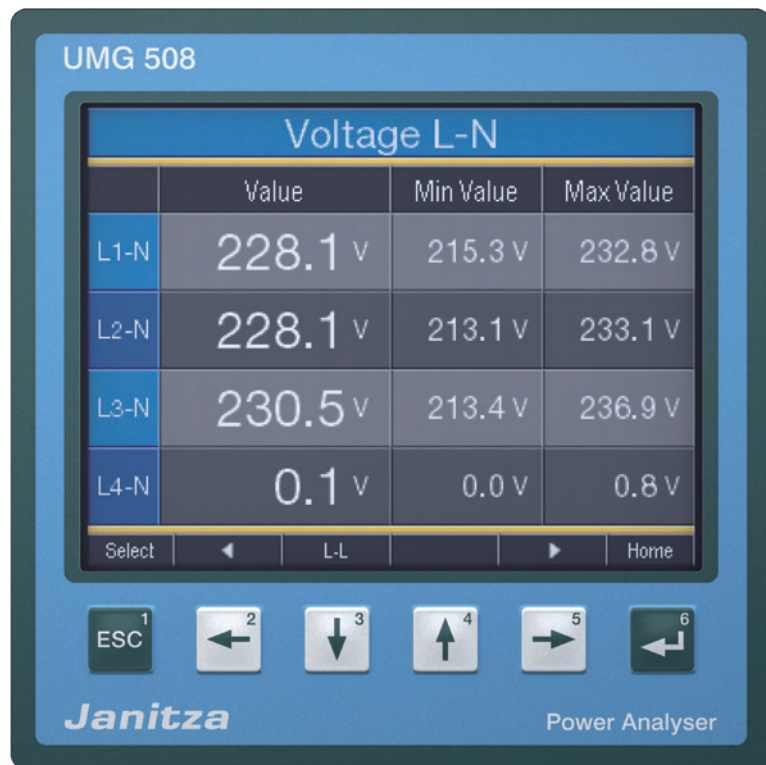 UMG 508
Voltage L-N
Value Min Value Max Value
L1-N 228.1 V 215.3 V 232.8 V
L2-N 228.1 V 213.1 V 233.1 V
L3-N 230.5 V 213.4 V 236.9 V
L4-N 0.1 V 0.0 V 0.8 V
Select L-L Home
ESC 1 2 3 4 5 6
Janitza Power Analyser